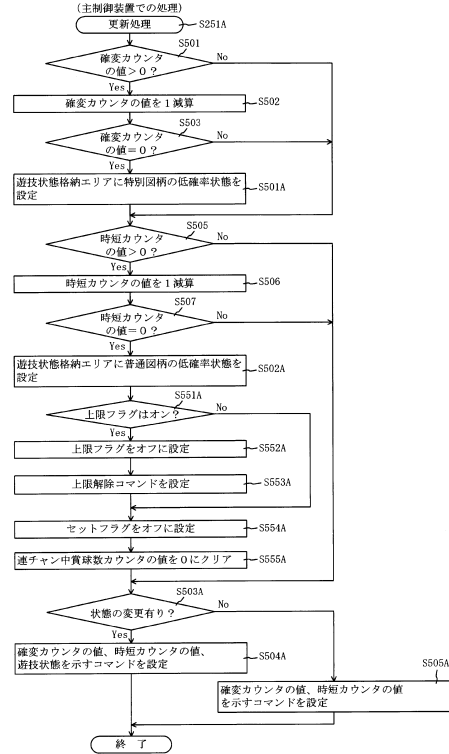 (主制御装置での処理)
更新処理
S251A
S501
確変カウンタ
の値＞0？
No
Yes
確変カウンタの値を1減算
S502
S503
確変カウンタ
の値＝0？
No
Yes
遊技状態格納エリアに特別図柄の低確率状態を
設定
S501A
S505
時短カウンタ
の値＞0？
No
Yes
時短カウンタの値を1減算
S506
S507
時短カウンタ
の値＝0？
No
Yes
遊技状態格納エリアに普通図柄の低確率状態を
設定
S502A
S551A
上限フラグはオン？
No
Yes
上限フラグをオフに設定
S552A
上限解除コマンドを設定
S553A
セットフラグをオフに設定
S554A
連チャン中賞球数カウンタの値を0にクリア
S555A
S503A
状態の変更有り？
No
Yes
確変カウンタの値、時短カウンタの値、
遊技状態を示すコマンドを設定
S504A
S505A
確変カウンタの値、時短カウンタの値
を示すコマンドを設定
終 了